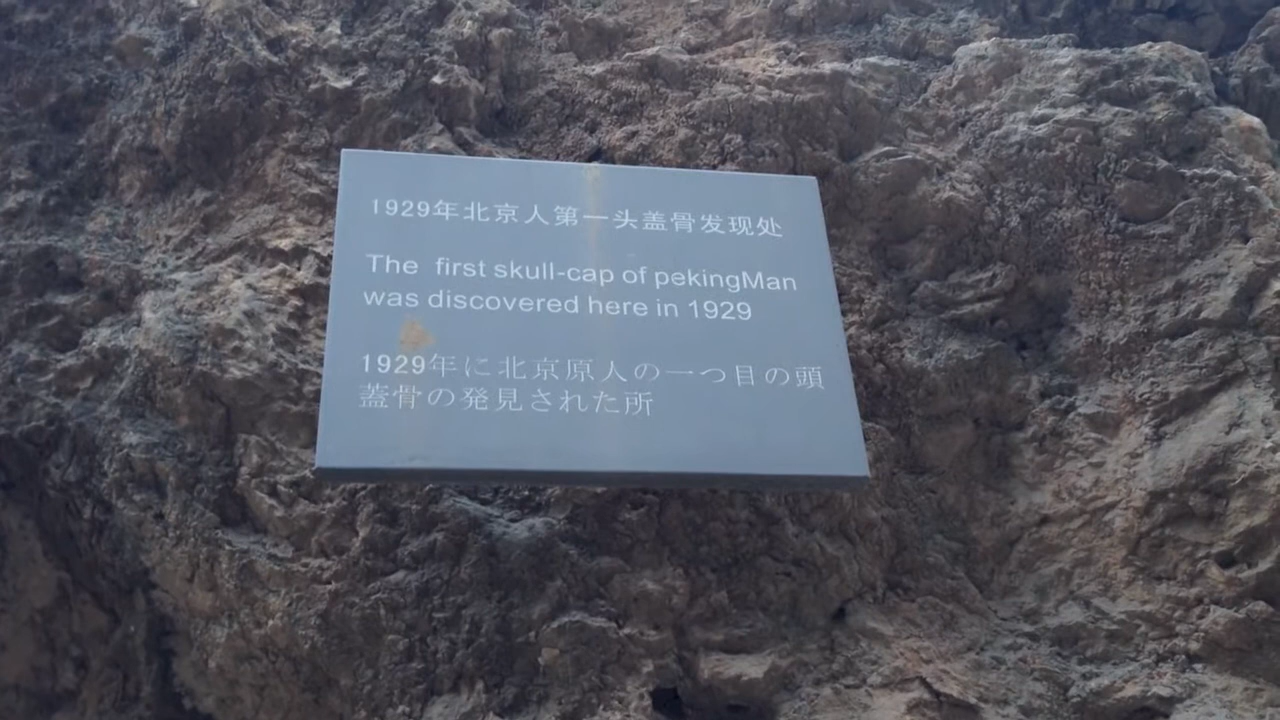 1929年北京人第一头盖骨发现处
The first skull-cap of pekingMan
was discovered here in 1929
1929年に北京原人の一つ目の頭
蓋骨の発見された所